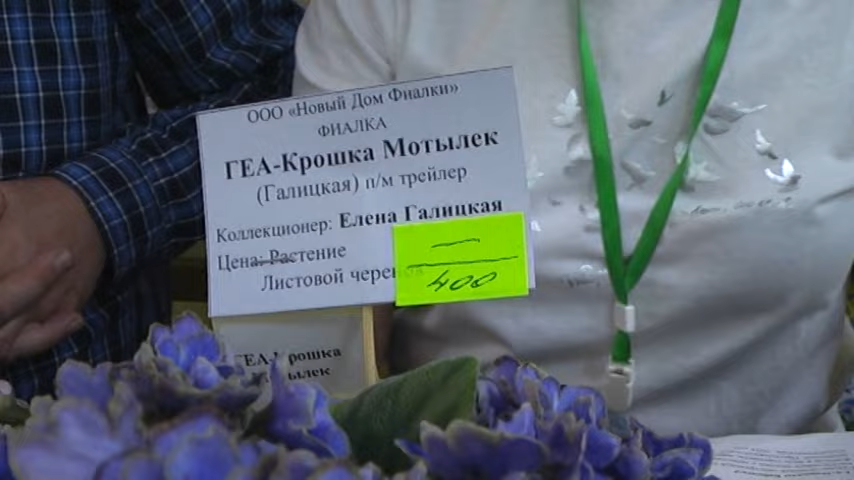 ООО «Новый Дом Фиалки»
ФИАЛКА
ГЕА-Крошка Мотылек
(Галицкая) п/м трейлер
Коллекционер: Елена Галицкая
Цена: Растение —
Листовой черенок 400
ГЕА-Крошка
Мотылек